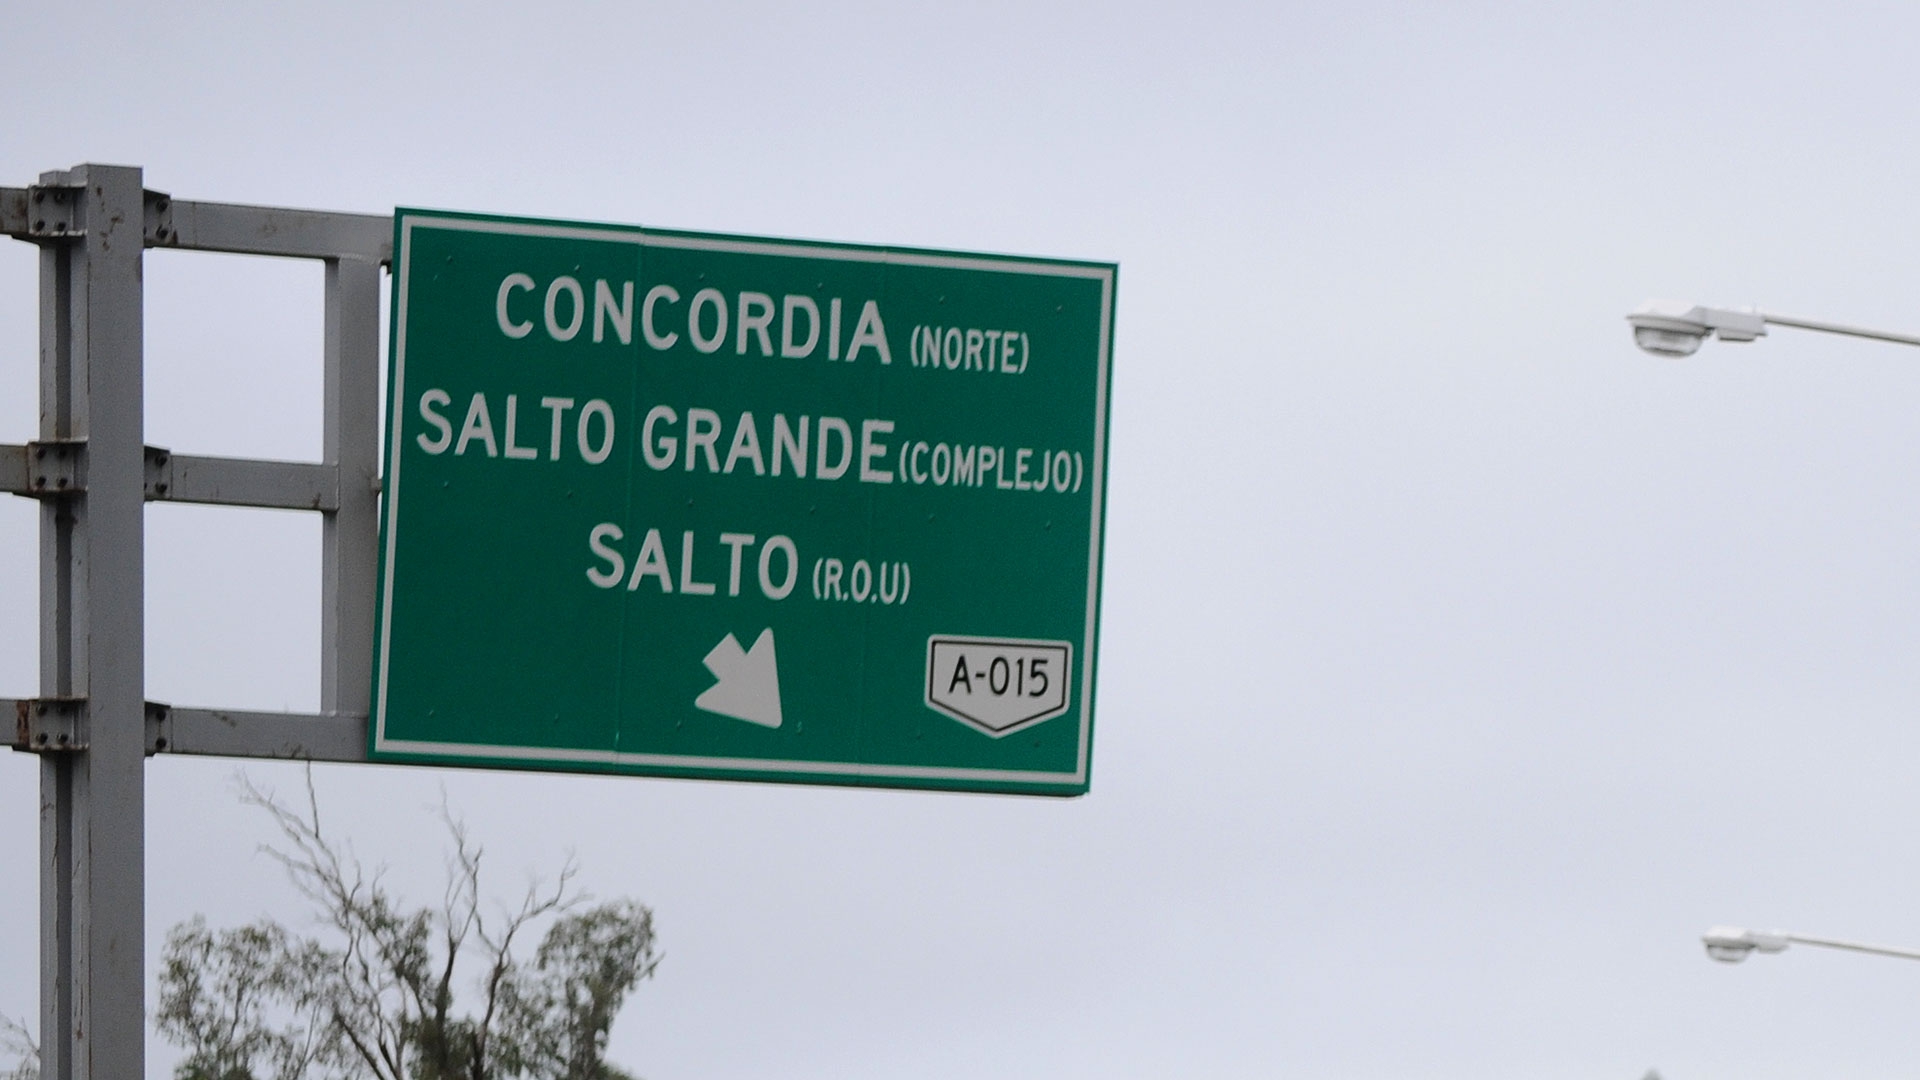 CONCORDIA (NORTE)
SALTO GRANDE (COMPLEJO)
SALTO (R.O.U)
A-015